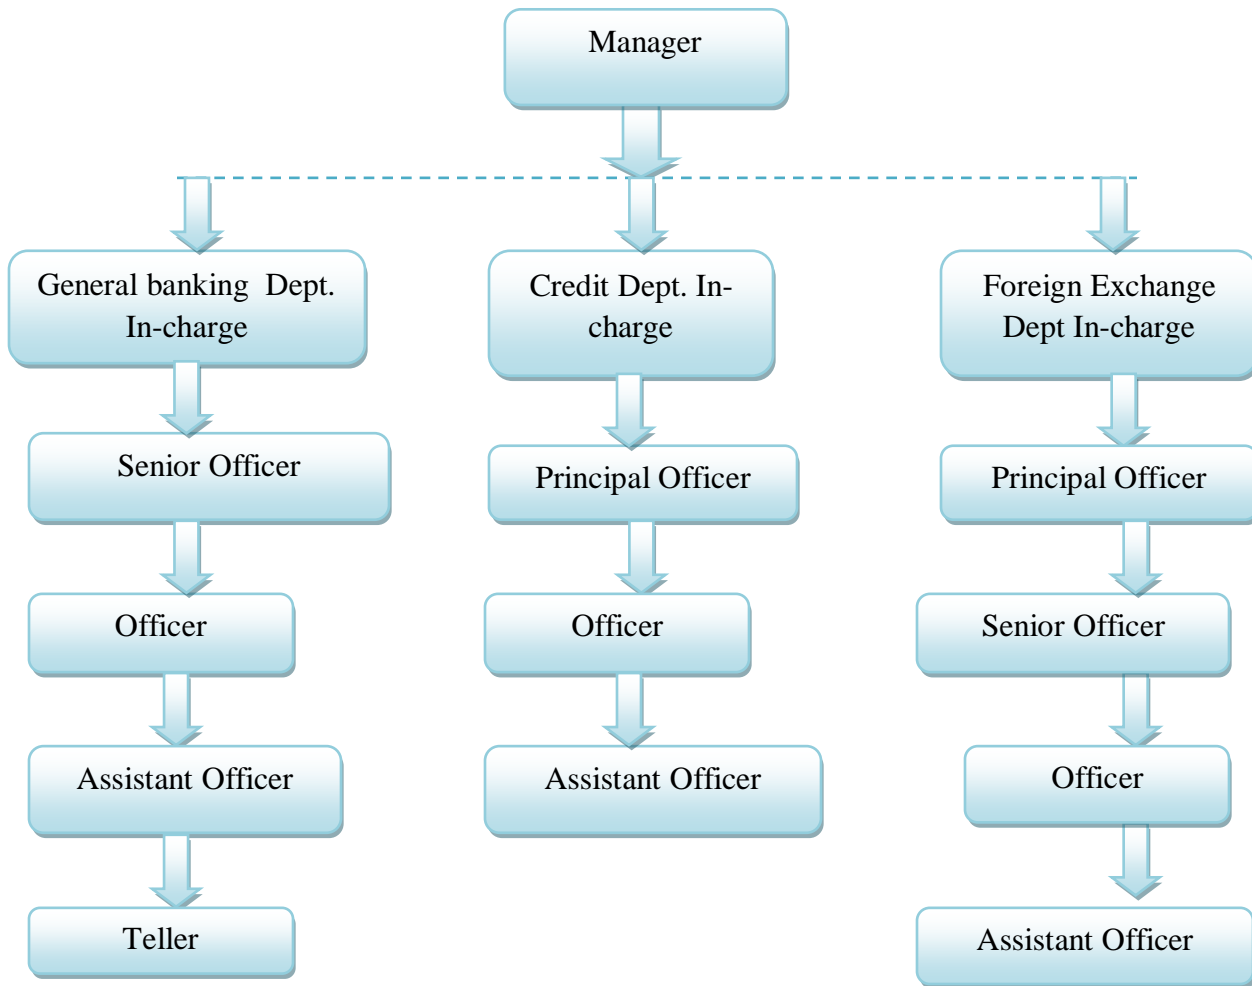 Manager
General banking  Dept.
In-charge
Senior Officer
Officer
Assistant Officer
Teller
Credit Dept. In-
charge
Principal Officer
Officer
Assistant Officer
Foreign Exchange
Dept In-charge
Principal Officer
Senior Officer
Officer
Assistant Officer